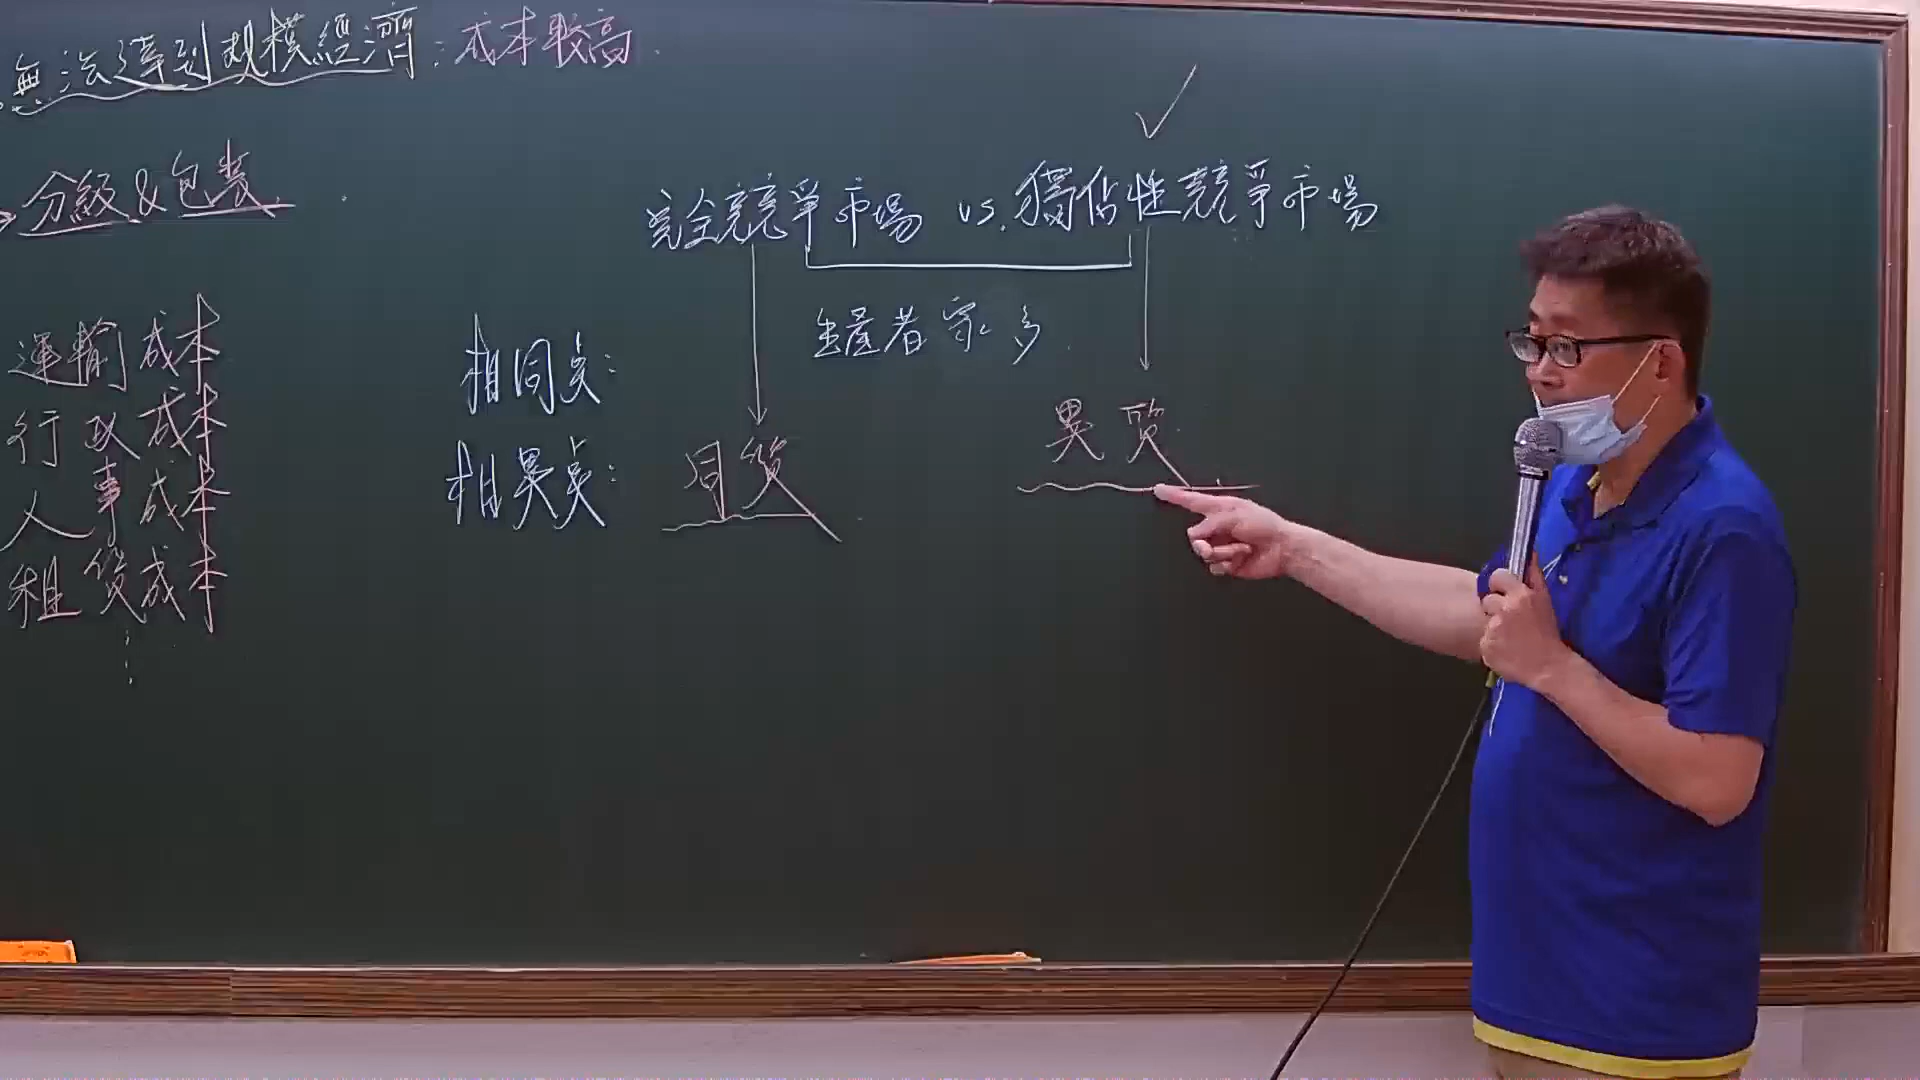 無法達到規模經濟：成本較高
分級&包裝
運輸成本
行政成本
人事成本
租賃成本
⋮
完全競爭市場 vs. 獨佔性競爭市場
相同点： 生產者家多
相異点： 同質 異質